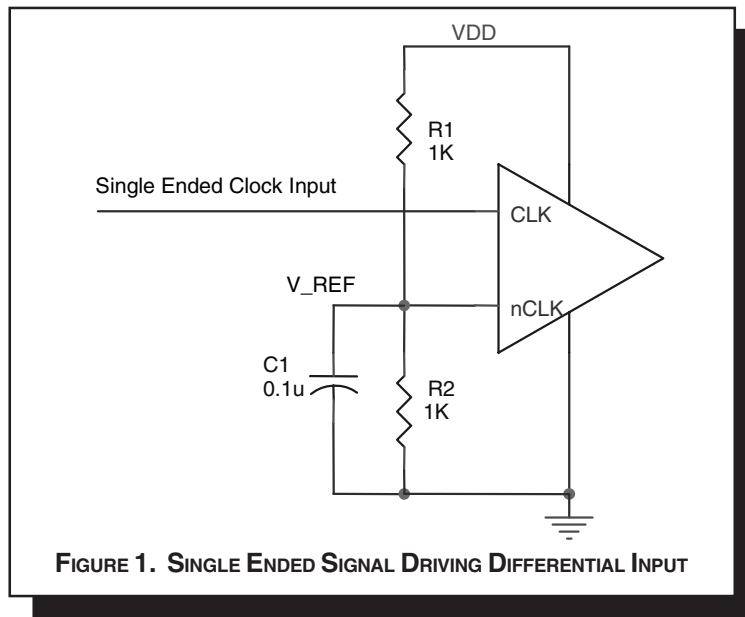 VDD
R1
1K
Single Ended Clock Input
CLK
V_REF
nCLK
C1
0.1u
R2
1K
FIGURE 1. SINGLE ENDED SIGNAL DRIVING DIFFERENTIAL INPUT